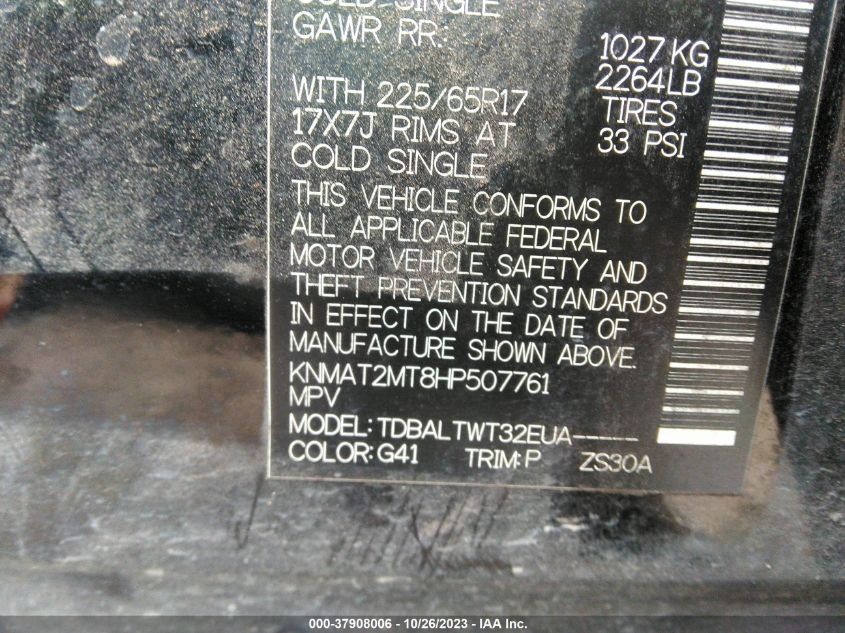 COLD SINGLE
GAWR RR: 1027 KG
2264LB
WITH 225/65R17 TIRES
17X7J RIMS AT 33 PSI
COLD SINGLE
THIS VEHICLE CONFORMS TO
ALL APPLICABLE FEDERAL
MOTOR VEHICLE SAFETY AND
THEFT PREVENTION STANDARDS
IN EFFECT ON THE DATE OF
MANUFACTURE SHOWN ABOVE.
KNMAT2MT8HP507761
MPV
MODEL: TDBALTWT32EUA-----
COLOR: G41 TRIM: P ZS30A
000-37908006 - 10/26/2023 - IAA Inc.